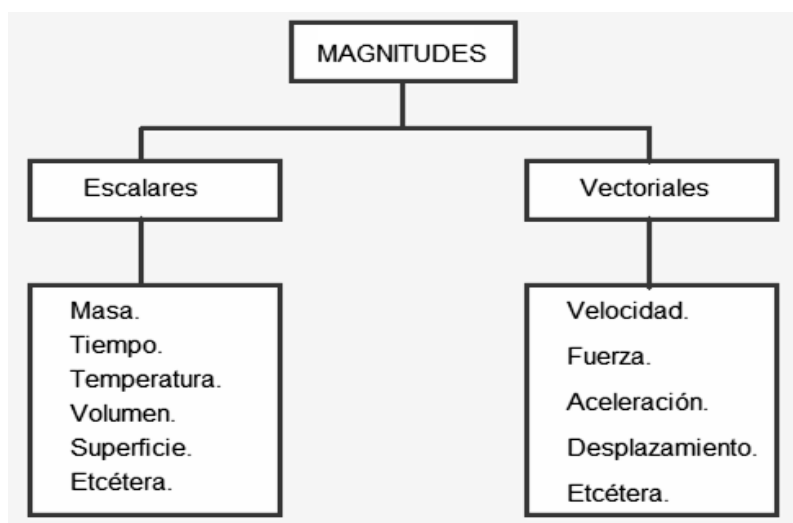 MAGNITUDES
Escalares
Vectoriales
Masa.
Tiempo.
Temperatura.
Volumen.
Superficie.
Etcétera.
Velocidad.
Fuerza.
Aceleración.
Desplazamiento.
Etcétera.